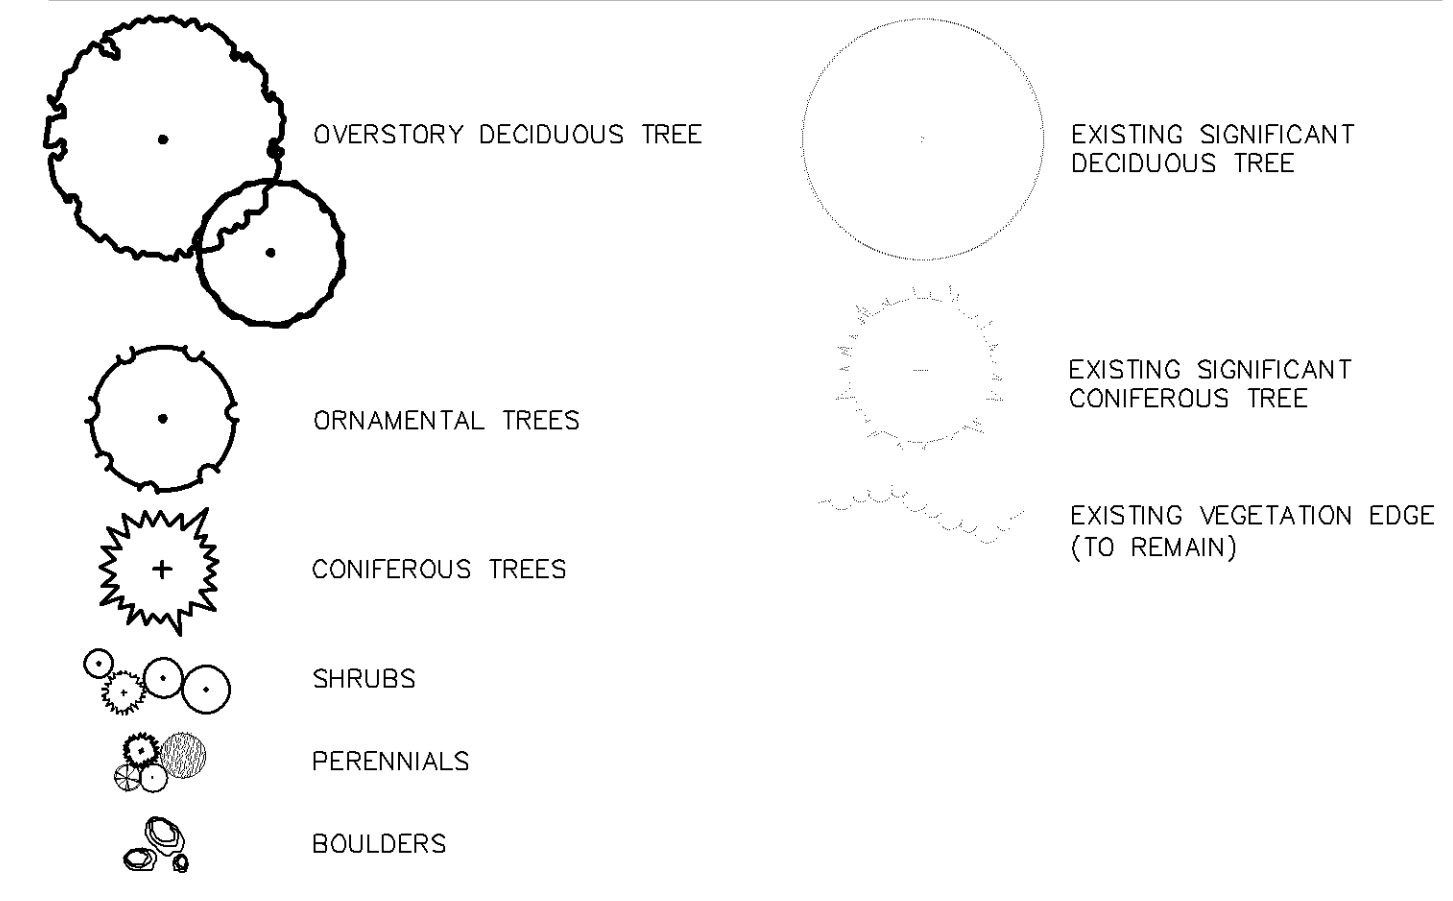 OVERSTORY DECIDUOUS TREE
ORNAMENTAL TREES
CONIFEROUS TREES
SHRUBS
PERENNIALS
BOULDERS
EXISTING SIGNIFICANT
DECIDUOUS TREE
EXISTING SIGNIFICANT
CONIFEROUS TREE
EXISTING VEGETATION EDGE
(TO REMAIN)